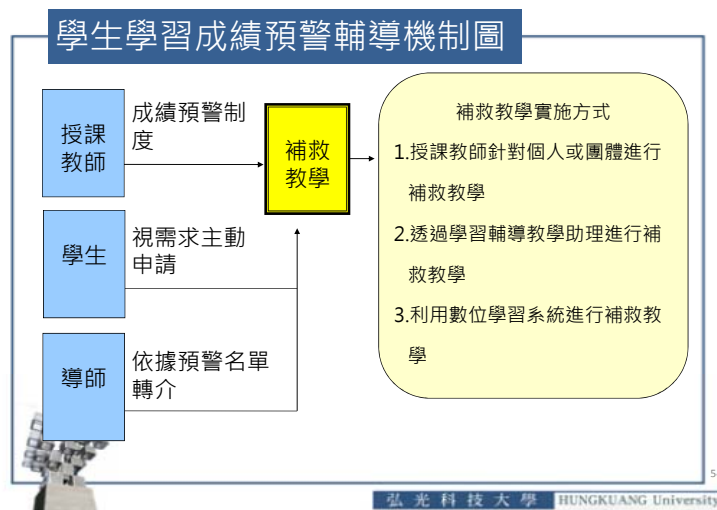 學生學習成績預警輔導機制圖
授課
教師
成績預警制
度
補救
教學
學生
視需求主動
申請
導師
依據預警名單
轉介
補救教學實施方式
1.授課教師針對個人或團體進行
補救教學
2.透過學習輔導教學助理進行補
救教學
3.利用數位學習系統進行補救教
學
5
弘光科技大學 HUNGKUANG University